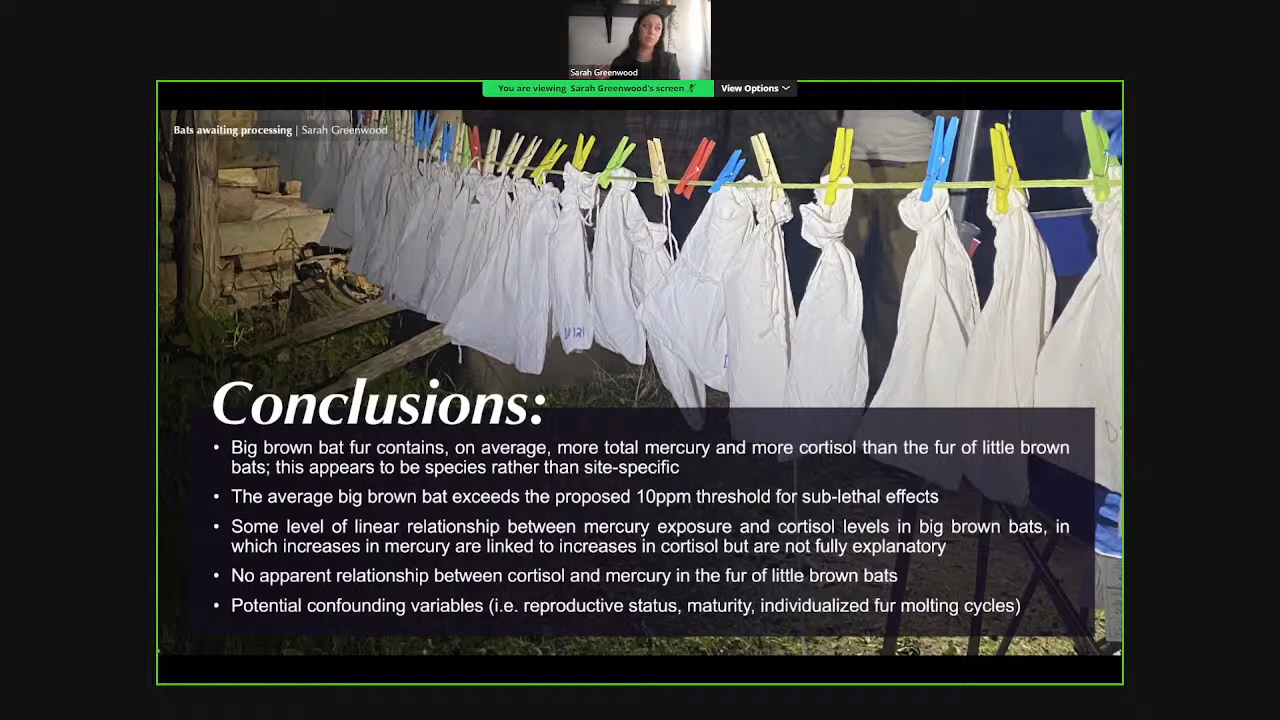 Sarah Greenwood
You are viewing Sarah Greenwood's screen
View Options
Bats awaiting processing | Sarah Greenwood
Conclusions:
• Big brown bat fur contains, on average, more total mercury and more cortisol than the fur of little brown
bats; this appears to be species rather than site-specific
• The average big brown bat exceeds the proposed 10ppm threshold for sub-lethal effects
• Some level of linear relationship between mercury exposure and cortisol levels in big brown bats, in
which increases in mercury are linked to increases in cortisol but are not fully explanatory
• No apparent relationship between cortisol and mercury in the fur of little brown bats
• Potential confounding variables (i.e. reproductive status, maturity, individualized fur molting cycles)